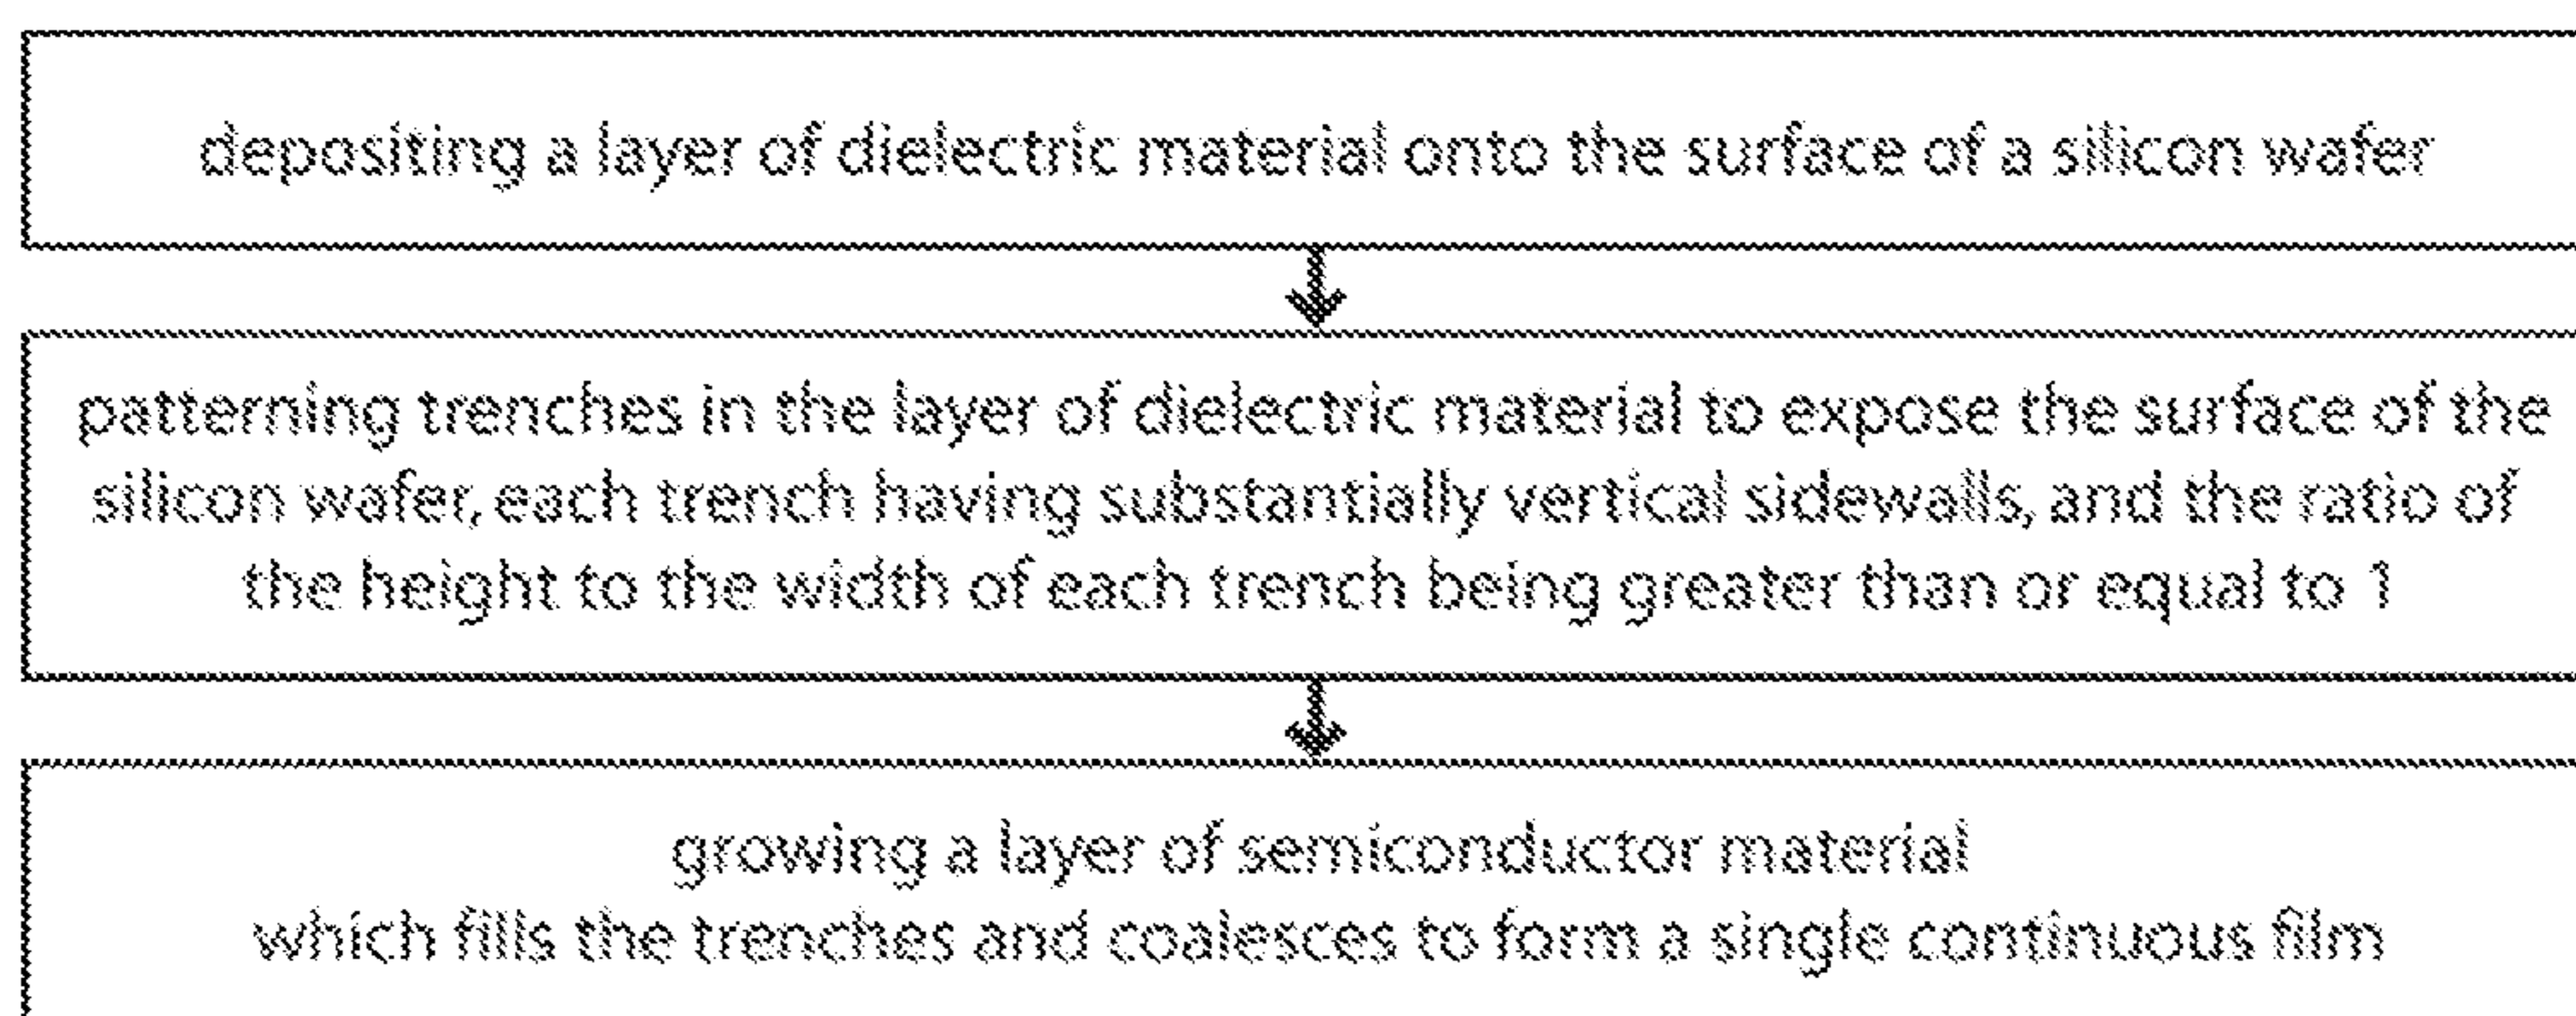 depositing a layer of dielectric material onto the surface of a silicon wafer
patterning trenches in the layer of dielectric material to expose the surface of the
silicon wafer, each trench having substantially vertical sidewalls, and the ratio of
the height to the width of each trench being greater than or equal to 1
growing a layer of semiconductor material
which fills the trenches and coalesces to form a single continuous film